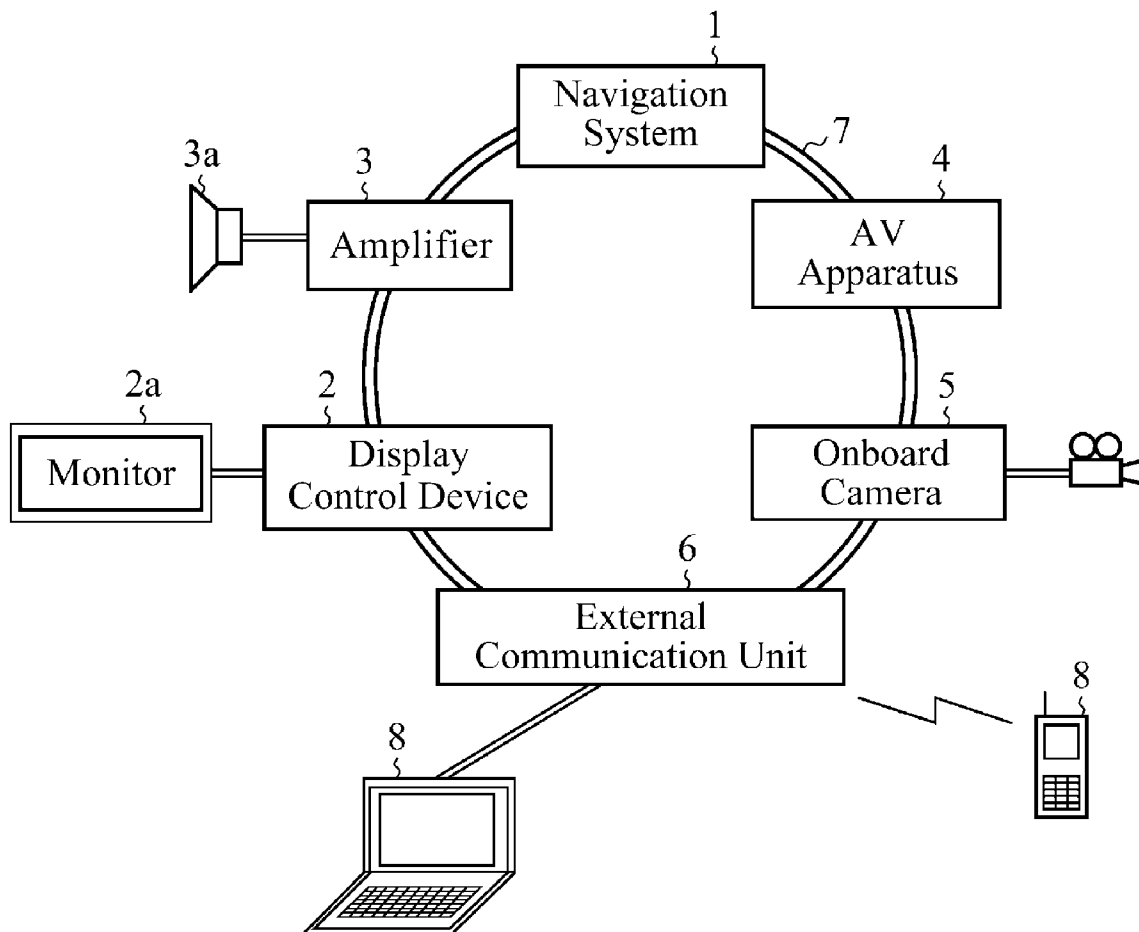 1
Navigation
System
7
3a
3
Amplifier
4
AV
Apparatus
2a
Monitor
2
Display
Control Device
5
Onboard
Camera
6
External
Communication Unit
8
8